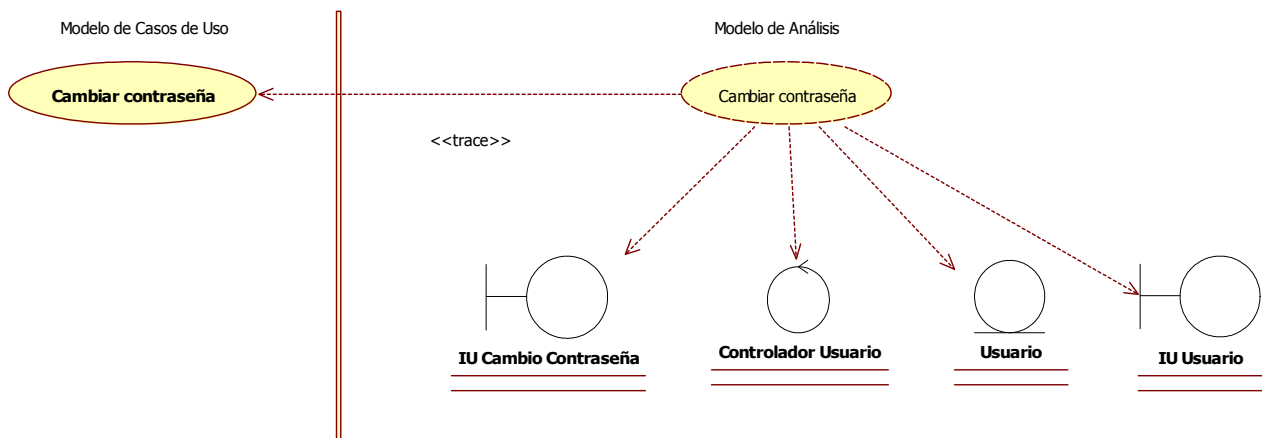 Modelo de Casos de Uso
Modelo de Análisis
Cambiar contraseña
Cambiar contraseña
<<trace>>
IU Cambio Contraseña
Controlador Usuario
Usuario
IU Usuario